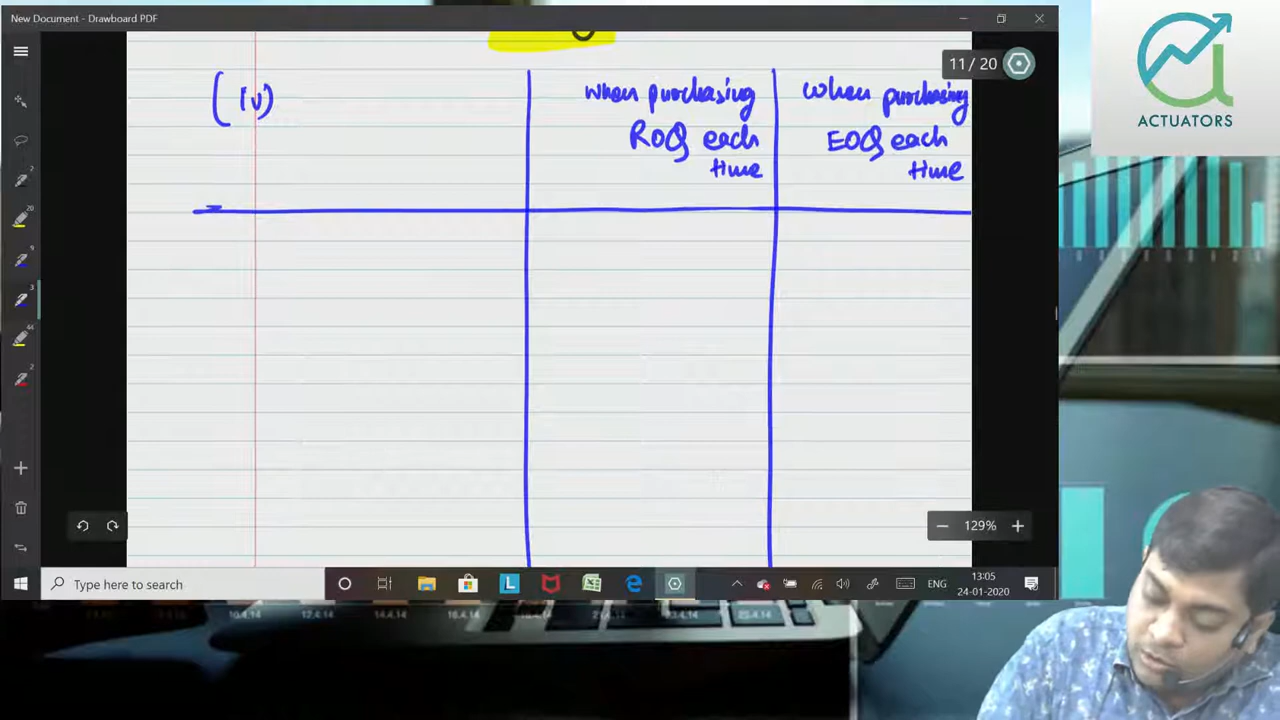 New Document - Drawboard PDF
11 / 20
ACTUATORS
(iv)
when purchasing
ROQ each
time
when purchasing
EOQ each
time
129%
Type here to search
ENG
13:05
24-01-2020